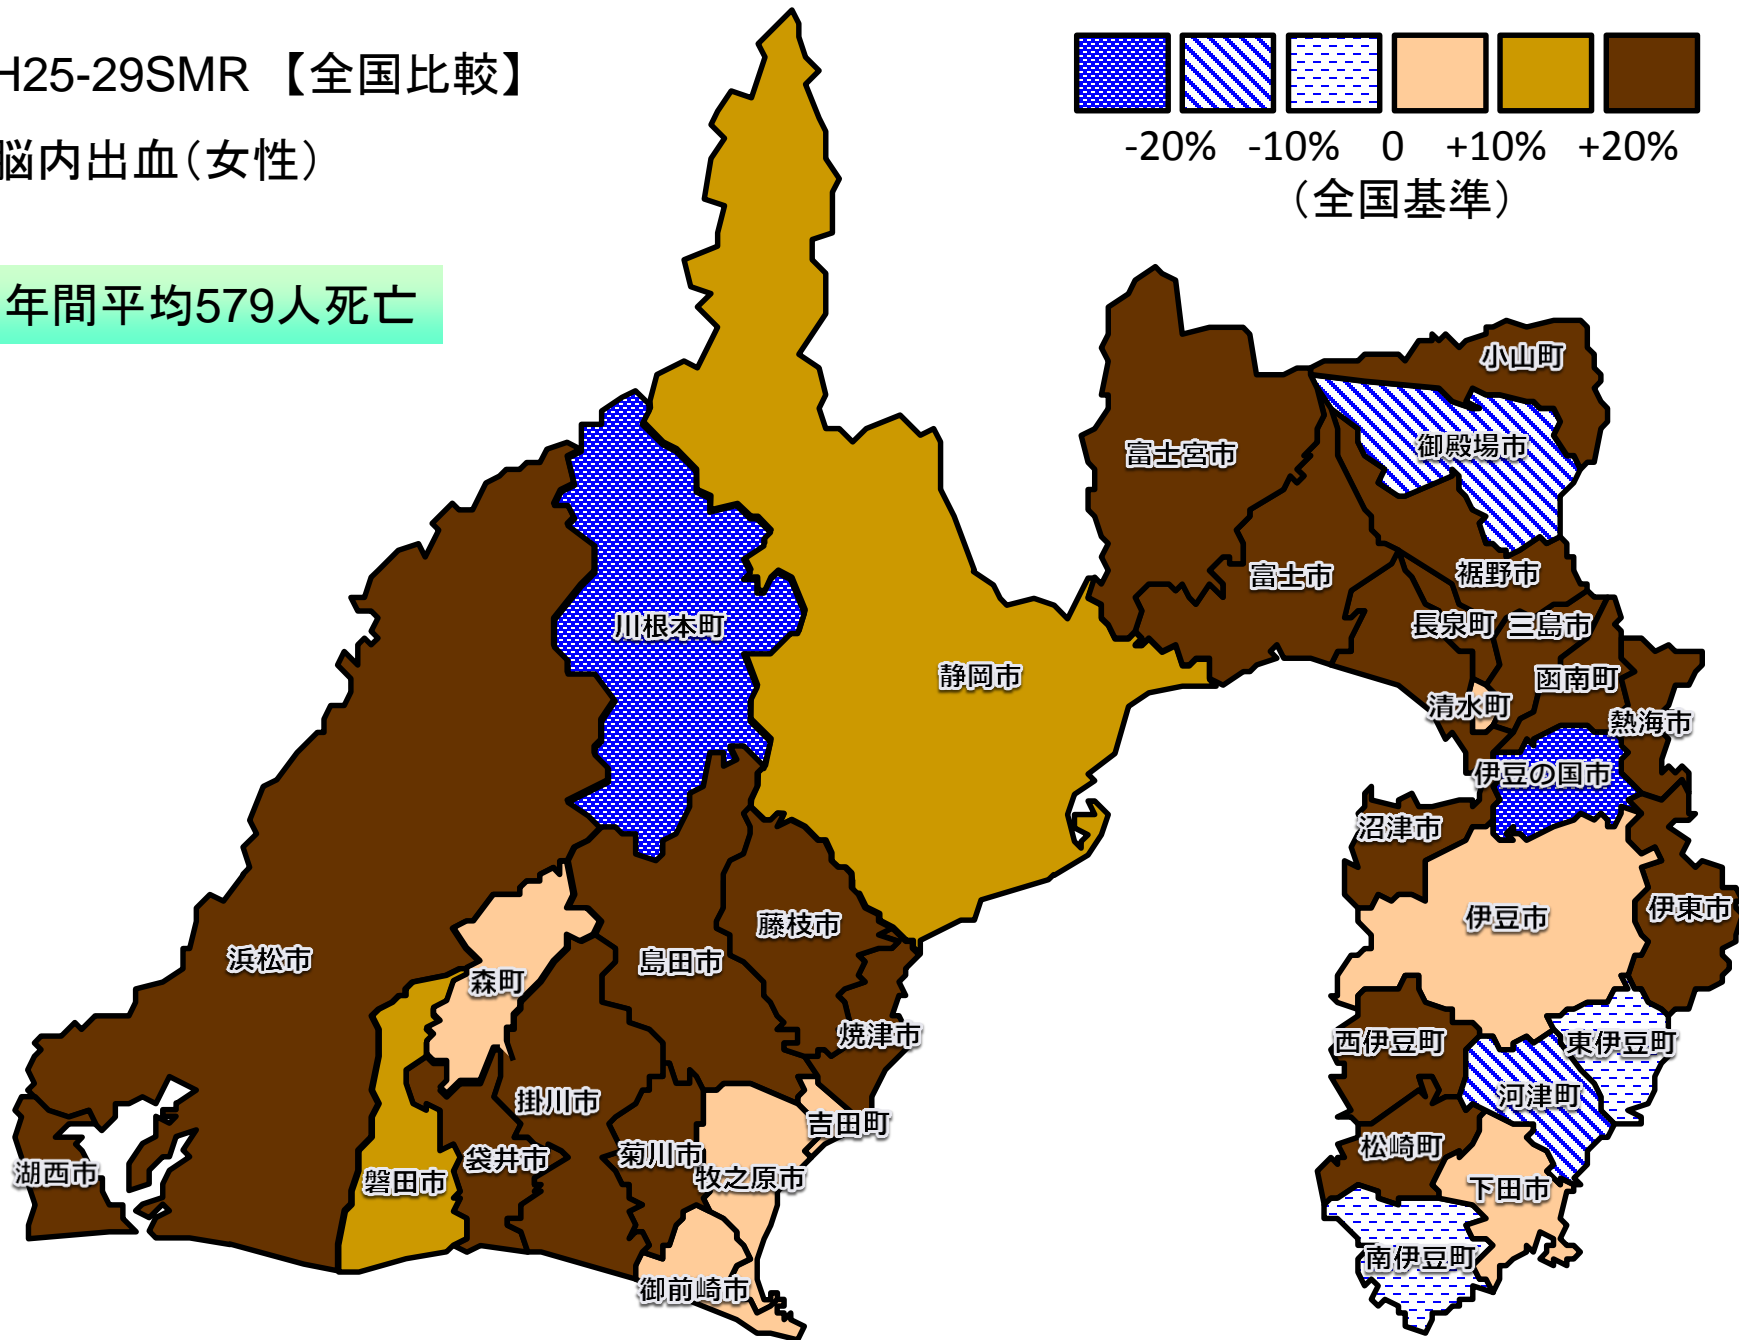 H25-29SMR 【全国比較】
脳内出血（女性）
年間平均579人死亡
-20% -10% 0 +10% +20%
（全国基準）
小山町
御殿場市
富士宮市
富士市
裾野市
長泉町
三島市
函南町
清水町
熱海市
伊豆の国市
沼津市
伊豆市
伊東市
西伊豆町
東伊豆町
河津町
松崎町
下田市
南伊豆町
川根本町
静岡市
浜松市
森町
島田市
藤枝市
焼津市
掛川市
吉田町
湖西市
磐田市
袋井市
菊川市
牧之原市
御前崎市